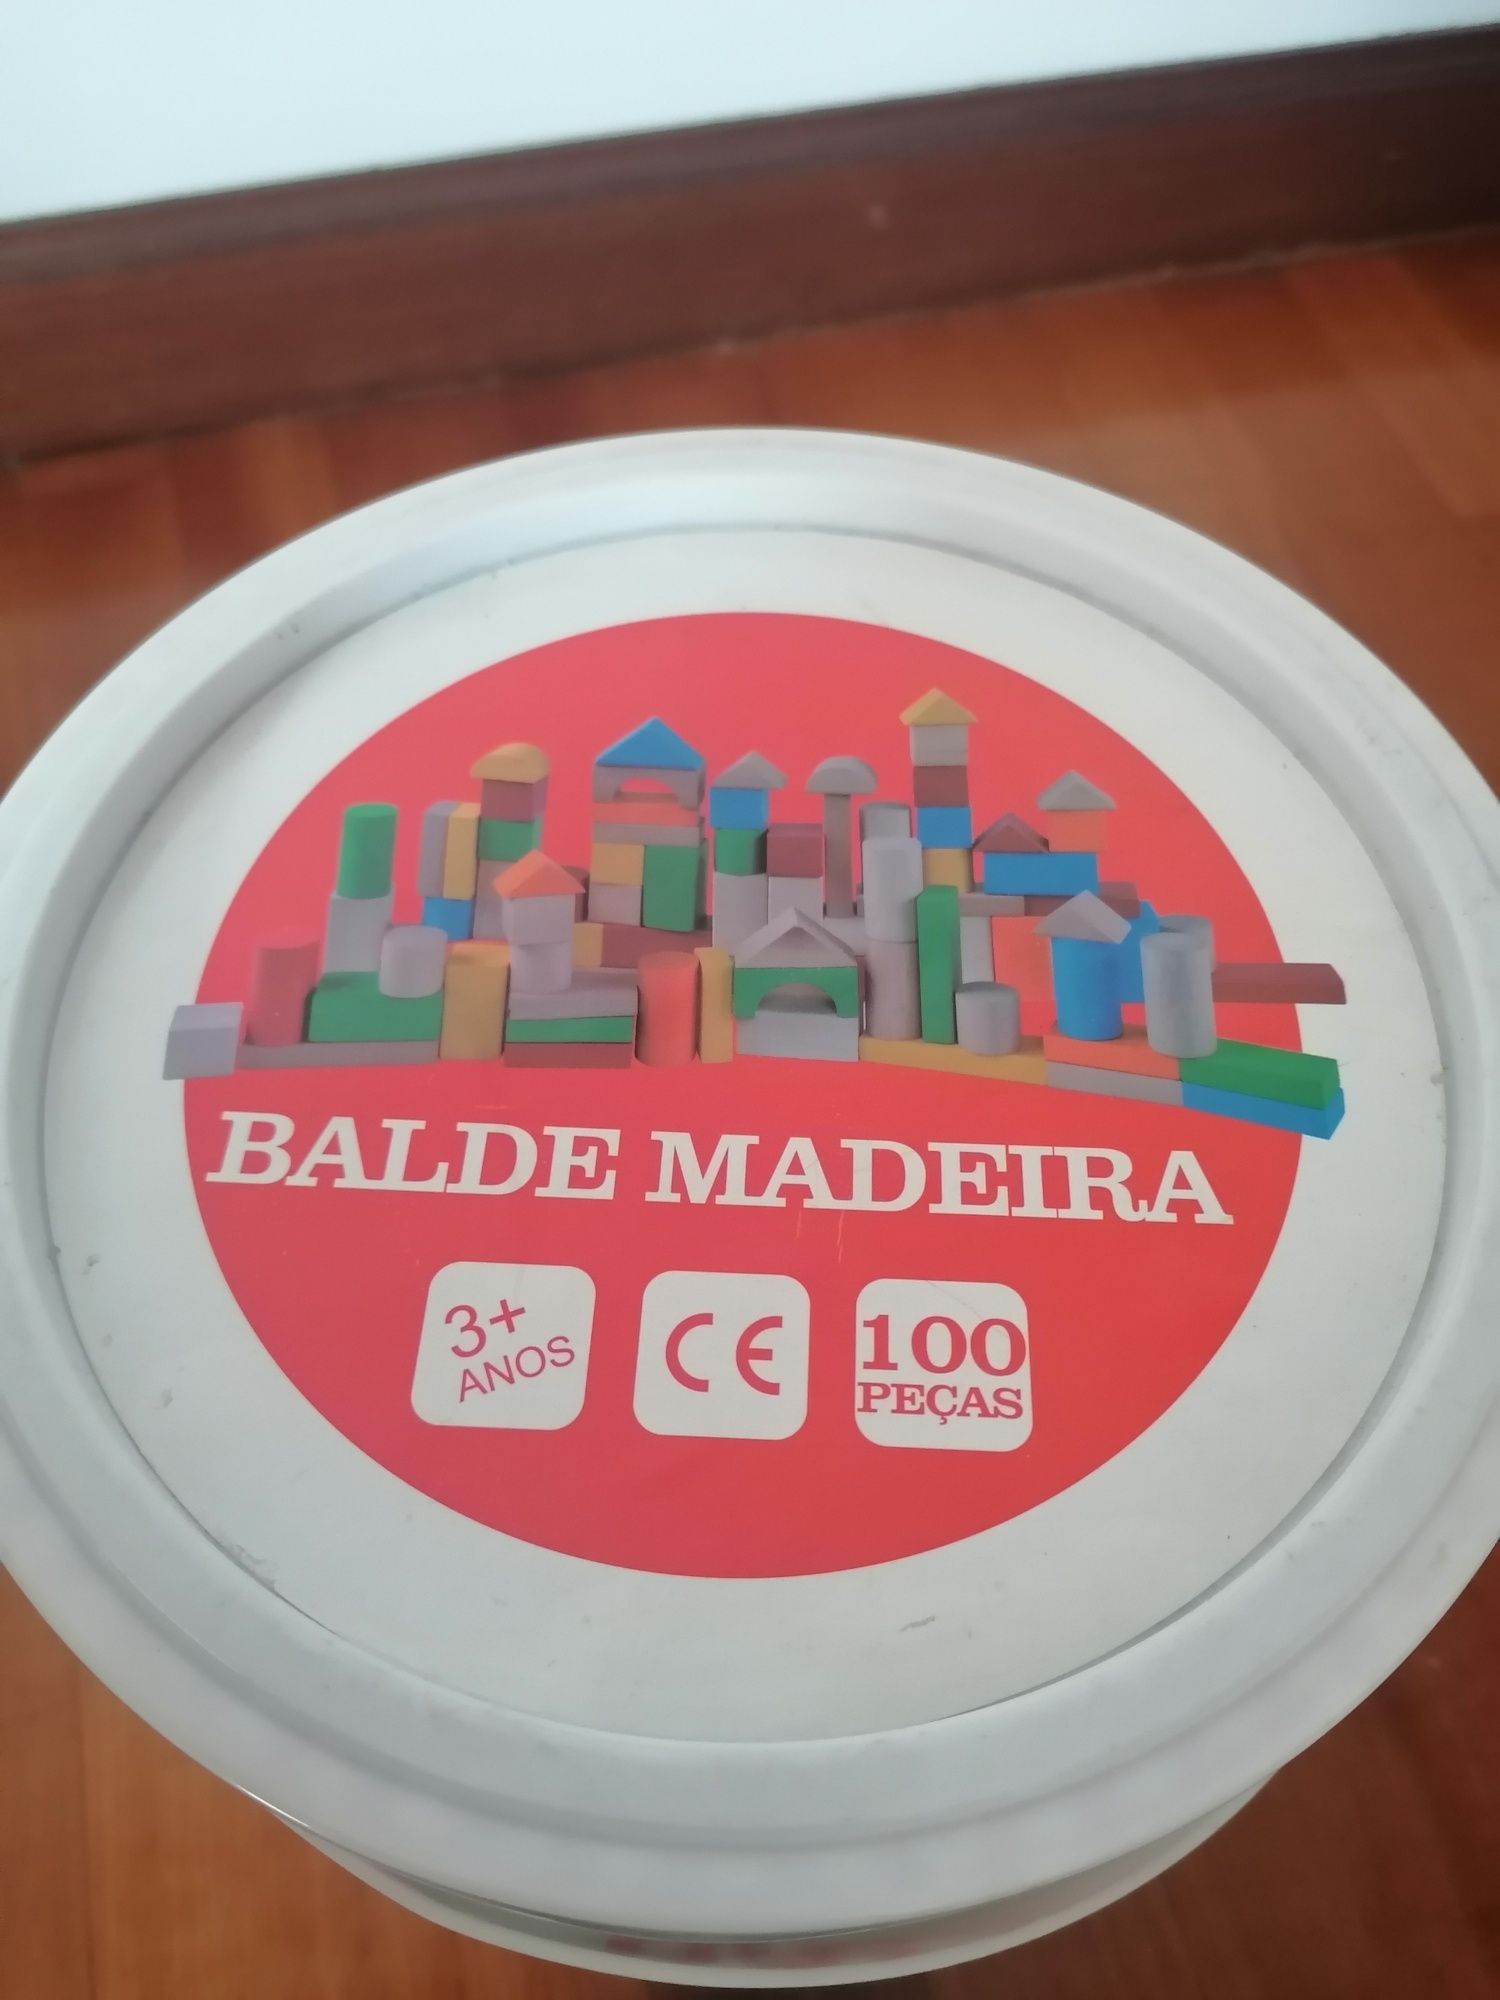 BALDE MADEIRA
3+
ANOS
CE
100
PEÇAS